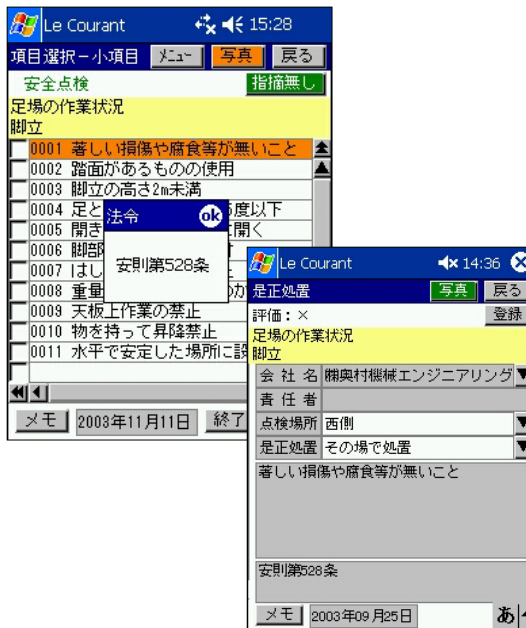 Le Courant 15:28
項目選択－小項目 メニュー 写真 戻る
安全点検 指摘無し
足場の作業状況
脚立
0001 著しい損傷や腐食等が無いこと
0002 踏面があるものの使用
0003 脚立の高さ2m未満
0004 足と 5度以下
0005 開き に開く
0006 脚部
0007 はし
0008 重量
0009 天板上作業の禁止
0010 物を持って昇降禁止
0011 水平で安定した場所に設
法令 ok
安則第528条
メモ 2003年11月11日 終了
Le Courant 14:36
是正処置 写真 戻る
評価：× 登録
足場の作業状況
脚立
会社名 ㈱奥村機械エンジニアリング
責任者
点検場所 西側
是正処置 その場で処置
著しい損傷や腐食等が無いこと
安則第528条
メモ 2003年09月25日 あ